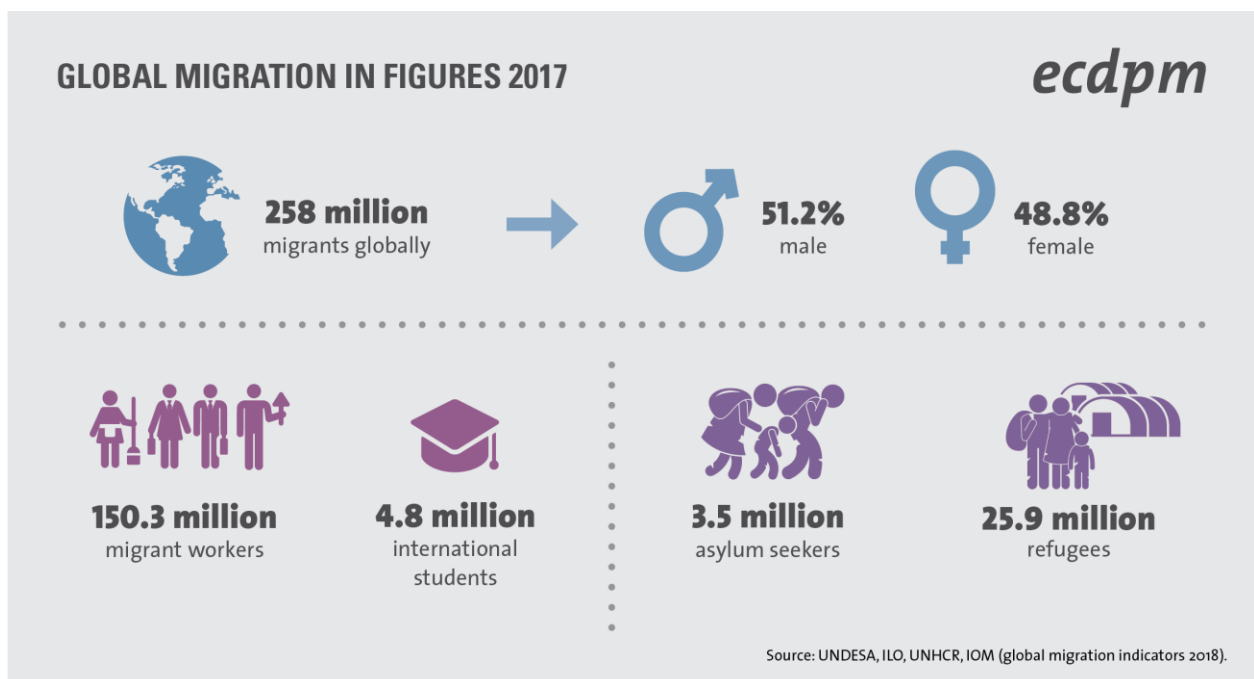 GLOBAL MIGRATION IN FIGURES 2017
ecdpm
258 million
migrants globally
51.2%
male
48.8%
female
150.3 million
migrant workers
4.8 million
international
students
3.5 million
asylum seekers
25.9 million
refugees
Source: UNDESA, ILO, UNHCR, IOM (global migration indicators 2018).